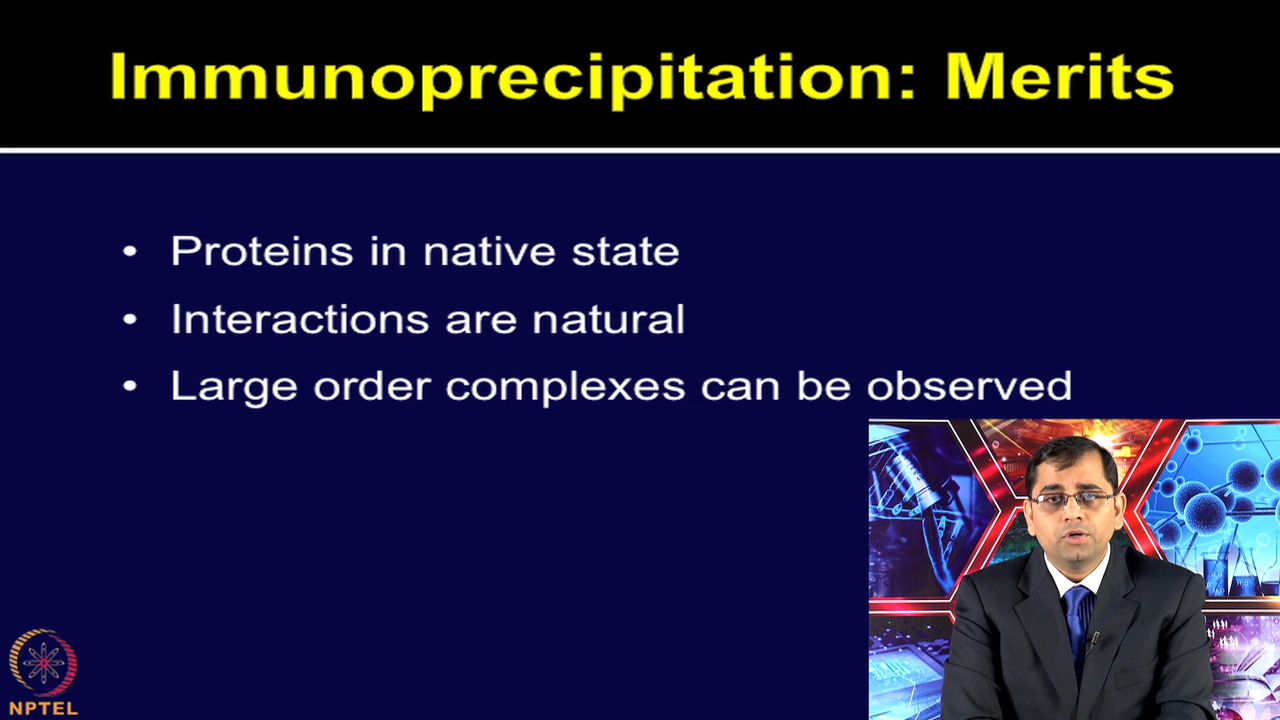 Immunoprecipitation: Merits
• Proteins in native state
• Interactions are natural
• Large order complexes can be observed
NPTEL